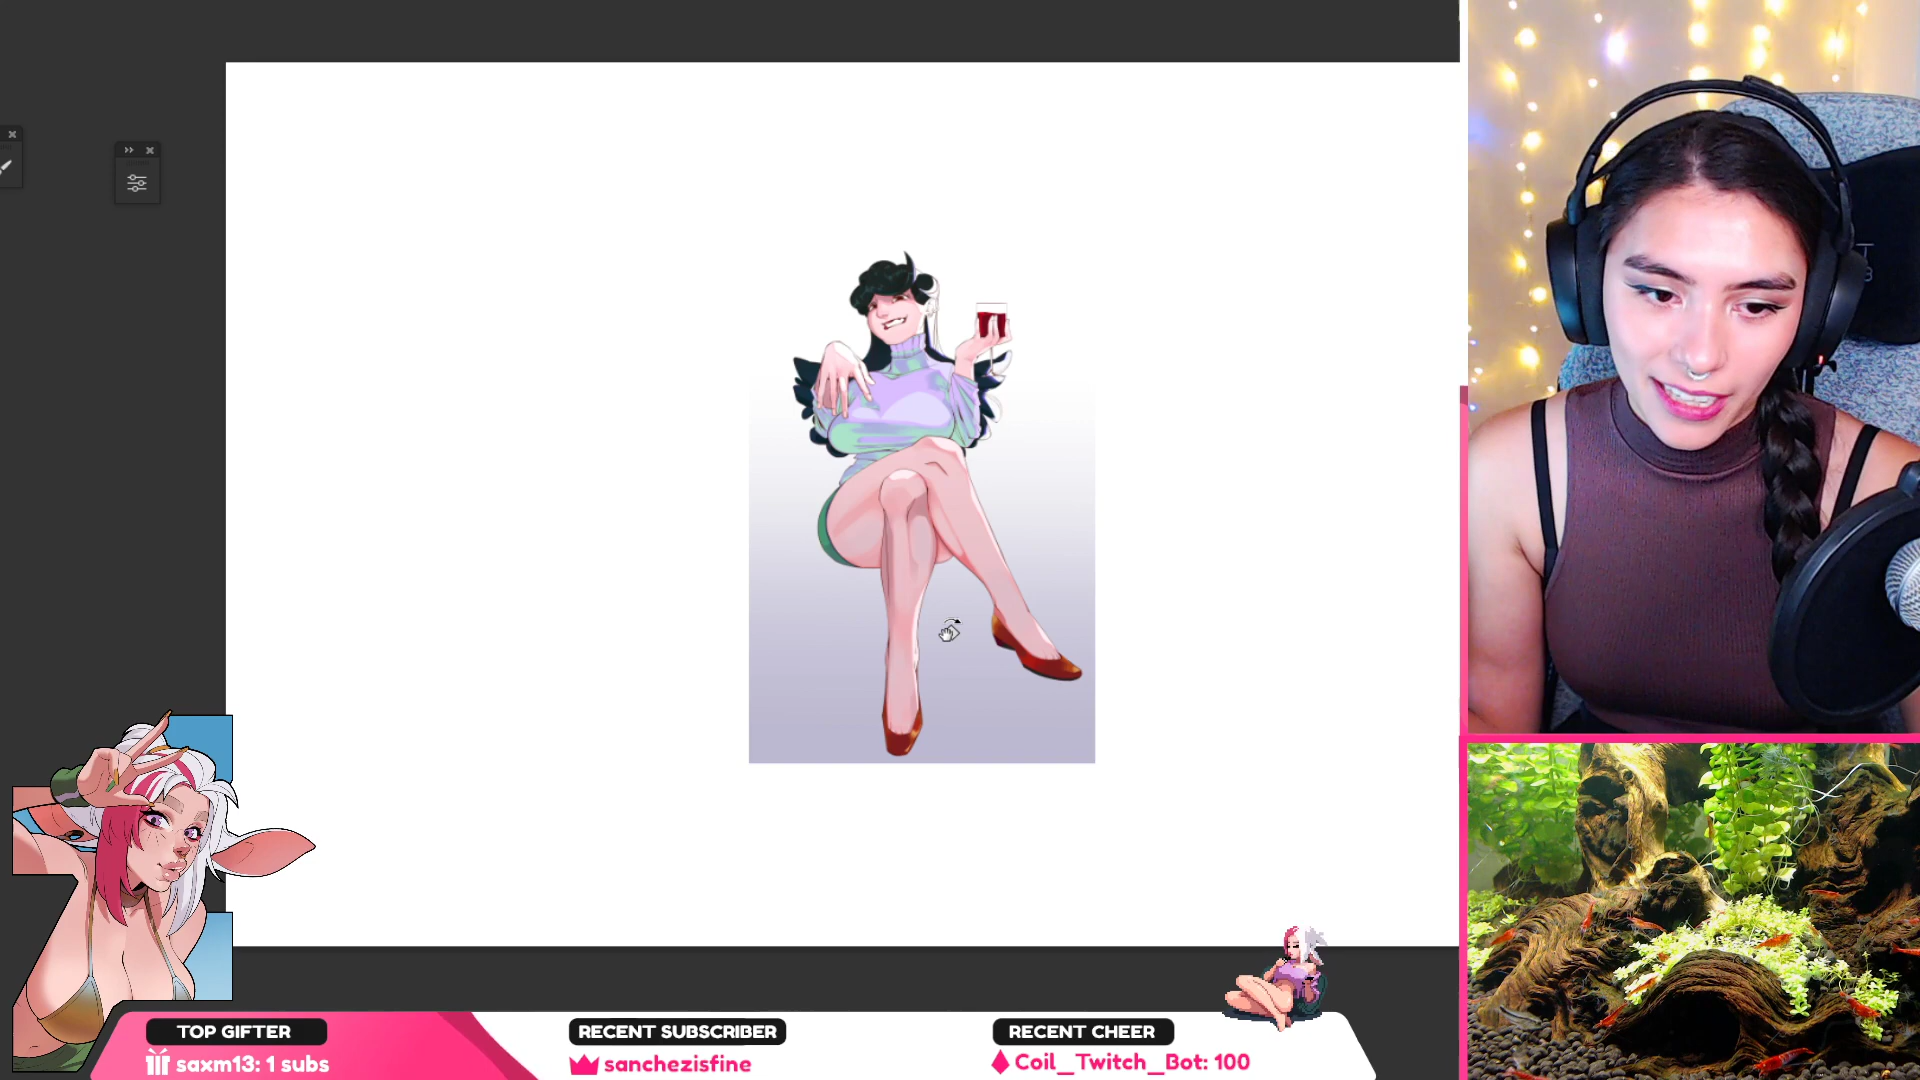 TOP GIFTER
saxm13: 1 subs
RECENT SUBSCRIBER
sanchezisfine
RECENT CHEER
Coil_Twitch_Bot: 100